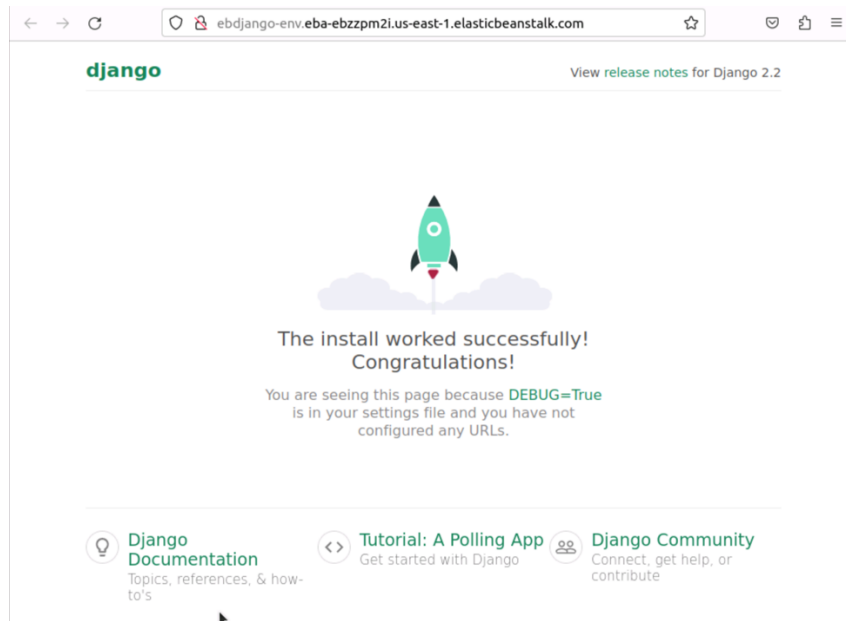 ebdjango-env.eba-ebzzpm2i.us-east-1.elasticbeanstalk.com
django
View release notes for Django 2.2
The install worked successfully!
Congratulations!
You are seeing this page because DEBUG=True
is in your settings file and you have not
configured any URLs.
Django
Documentation
Topics, references, & how-
to's
Tutorial: A Polling App
Get started with Django
Django Community
Connect, get help, or
contribute